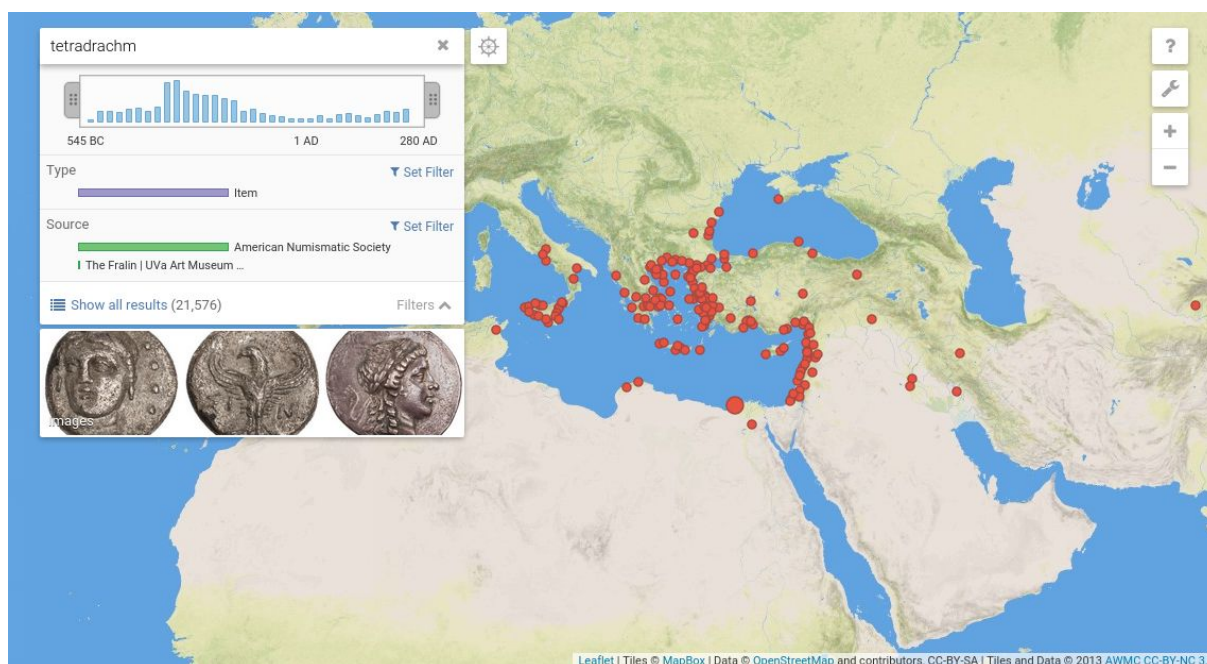 tetradrachm
545 BC 1 AD 280 AD
Type Set Filter
Item
Source Set Filter
American Numismatic Society
The Fralin | UVa Art Museum ...
Show all results (21,576) Filters
images
?
+
−
Leaflet | Tiles © MapBox | Data © OpenStreetMap and contributors, CC-BY-SA | Tiles and Data © 2013 AWMC CC-BY-NC 3